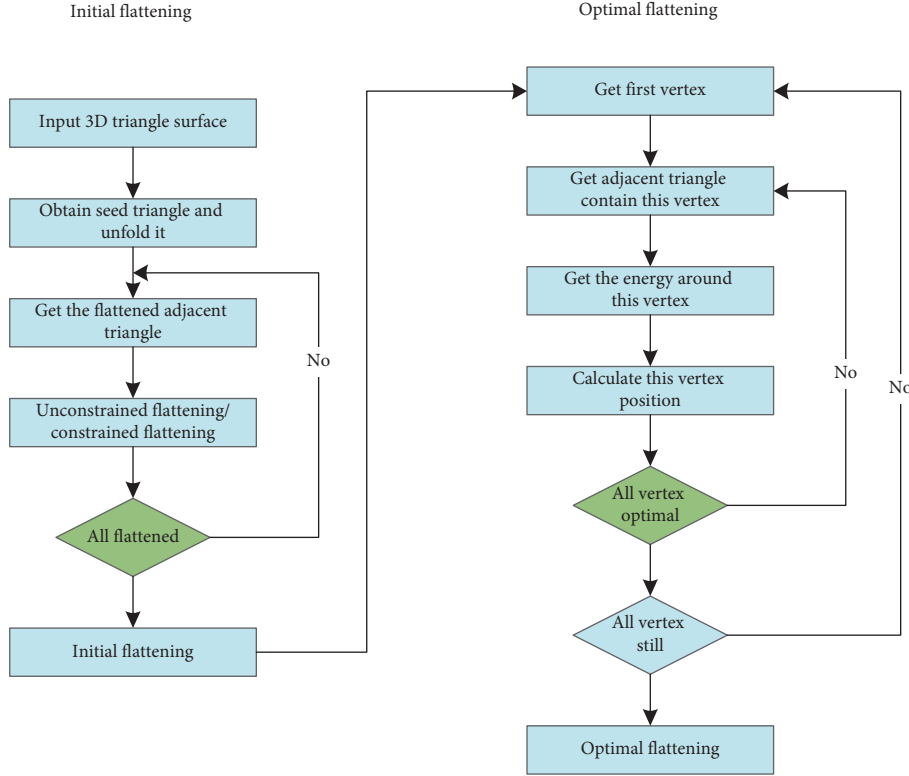 Initial flattening
Input 3D triangle surface
Obtain seed triangle and
unfold it
Get the flattened adjacent
triangle
No
Unconstrained flattening/
constrained flattening
All flattened
Initial flattening
Optimal flattening
Get first vertex
Get adjacent triangle
contain this vertex
Get the energy around
this vertex
Calculate this vertex
position
No
No
All vertex
optimal
All vertex
still
Optimal flattening